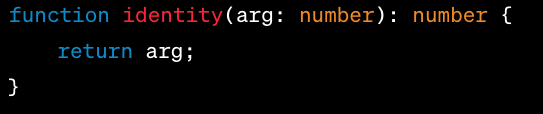 function identity(arg: number): number {
    return arg;
}